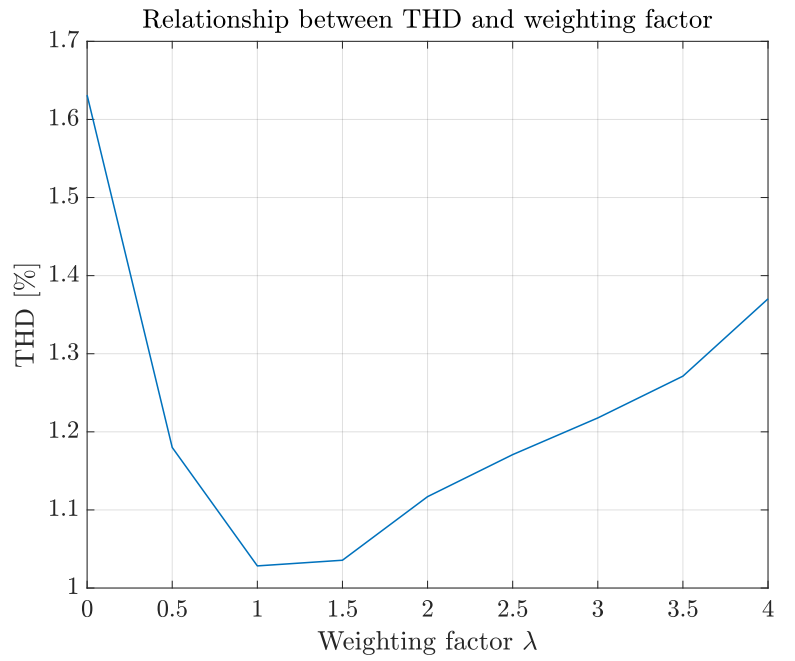 Relationship between THD and weighting factor
1.7
1.6
1.5
1.4
1.3
1.2
1.1
1
THD [%]
0 0.5 1 1.5 2 2.5 3 3.5 4
Weighting factor λ